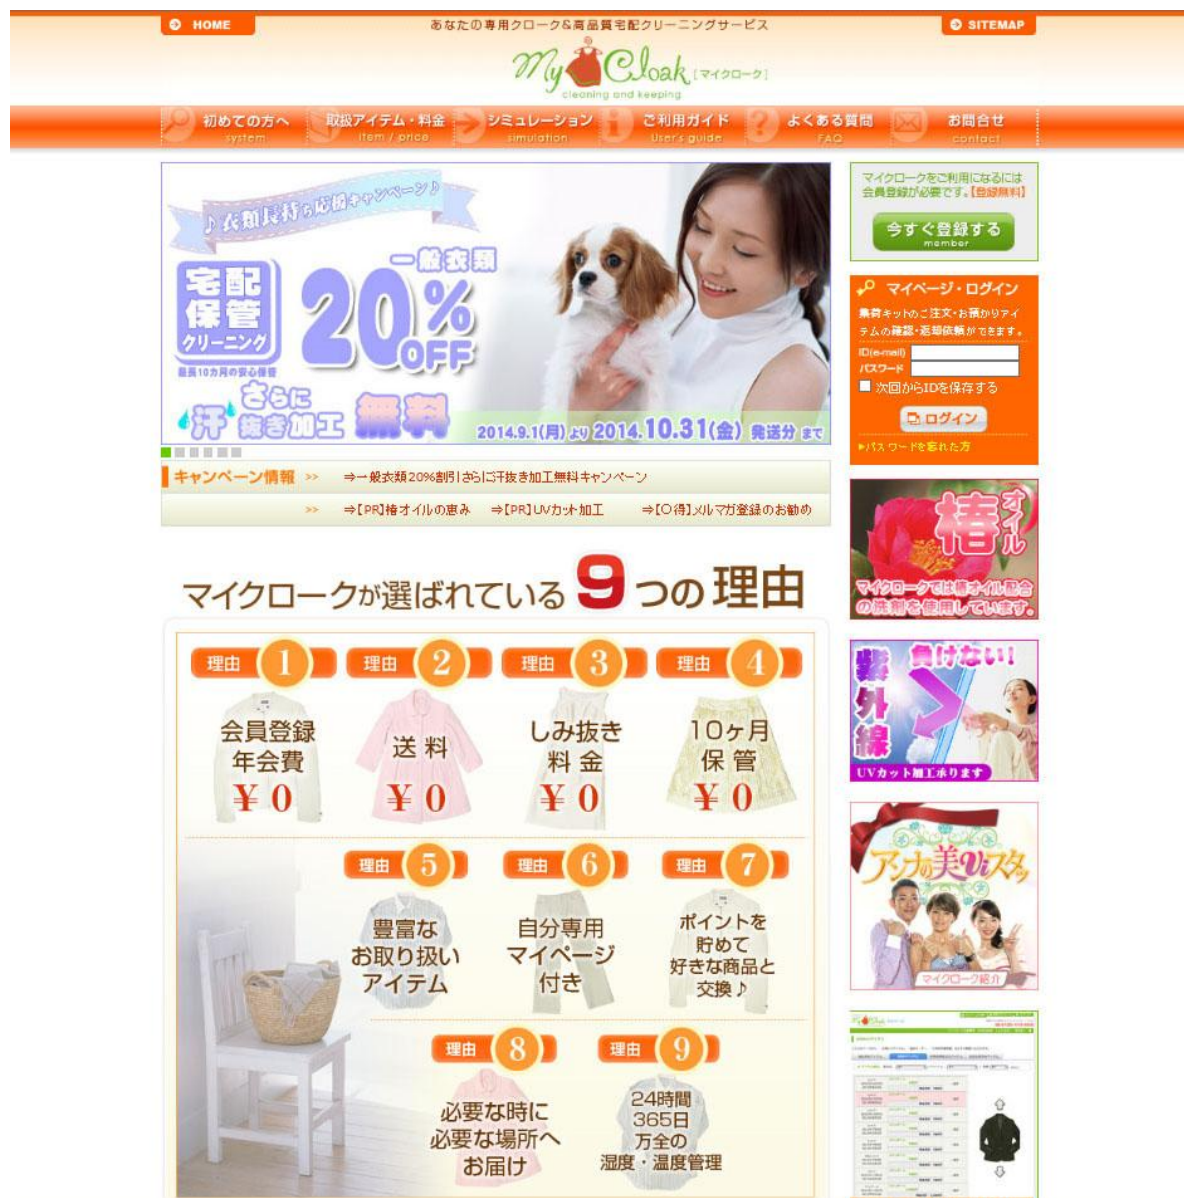 HOME
あなたの専用クローク&高品質宅配クリーニングサービス
SITEMAP
My Cloak [マイクローク]
cleaning and keeping
初めての方へ
system
取扱アイテム・料金
item / price
シミュレーション
simulation
ご利用ガイド
User's guide
よくある質問
FAQ
お問合せ
contact
♪衣類長持ち応援キャンペーン♪
宅配
保管
クリーニング
最長10カ月の安心保管
一般衣類
20%
OFF
さらに
汗抜き加工 無料
2014.9.1(月)より2014.10.31(金) 発送分 まで
キャンペーン情報 >> ⇒一般衣類20%割引さらに汗抜き加工無料キャンペーン
>> ⇒【PR】椿オイルの恵み ⇒【PR】UVカット加工 ⇒【○得】メルマガ登録のお勧め
マイクロークが選ばれている9つの理由
理由 1
会員登録
年会費
¥0
理由 2
送料
¥0
理由 3
しみ抜き
料金
¥0
理由 4
10ヶ月
保管
¥0
理由 5
豊富な
お取り扱い
アイテム
理由 6
自分専用
マイページ
付き
理由 7
ポイントを
貯めて
好きな商品と
交換♪
理由 8
必要な時に
必要な場所へ
お届け
理由 9
24時間
365日
万全の
湿度・温度管理
マイクロークをご利用になるには
会員登録が必要です。【登録無料】
今すぐ登録する
member
マイページ・ログイン
集荷キットのご注文・お預かりアイ
テムの確認・返却依頼ができます。
ID(e-mail)
パスワード
次回からIDを保存する
ログイン
パスワードを忘れた方
椿オイル
マイクロークでは椿オイル配合
の洗剤を使用しています。
紫外線
負けない!
UVカット加工承ります
アンナの美Viスタッ
マイクローク紹介
My Cloak